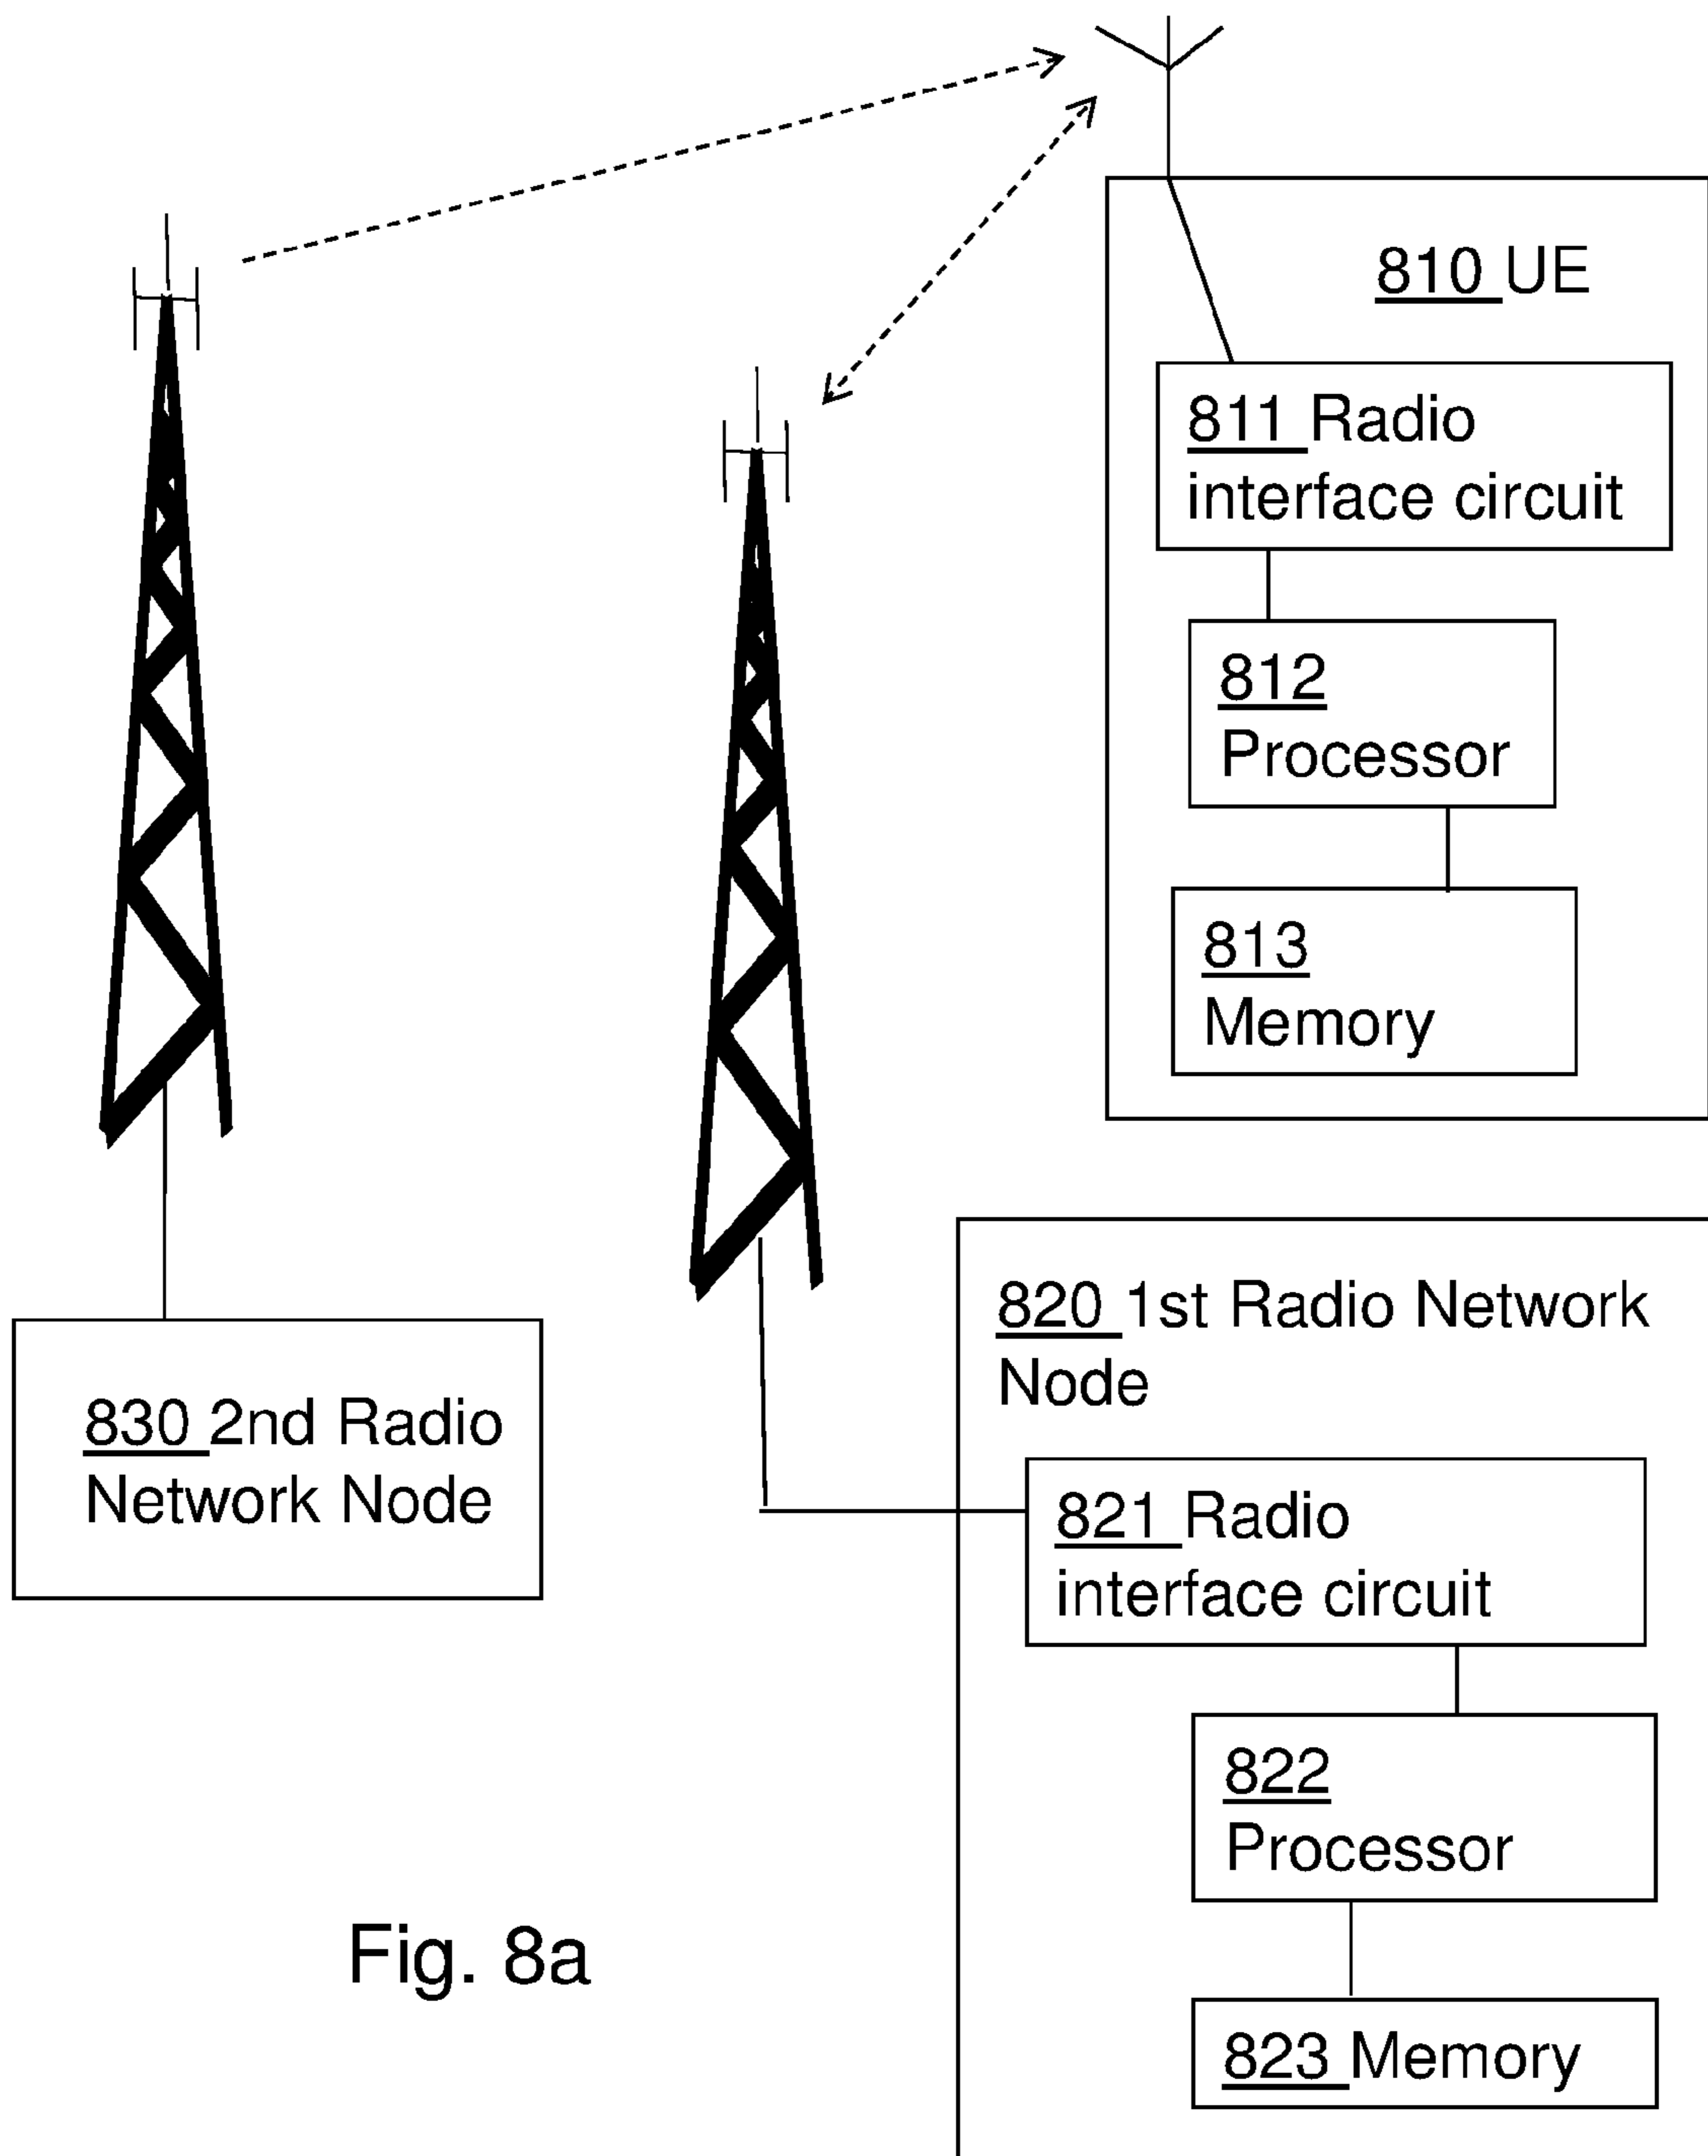 810 UE
811 Radio
interface circuit
812
Processor
813
Memory
820 1st Radio Network
Node
830 2nd Radio
Network Node
821 Radio
interface circuit
822
Processor
823 Memory
Fig. 8a